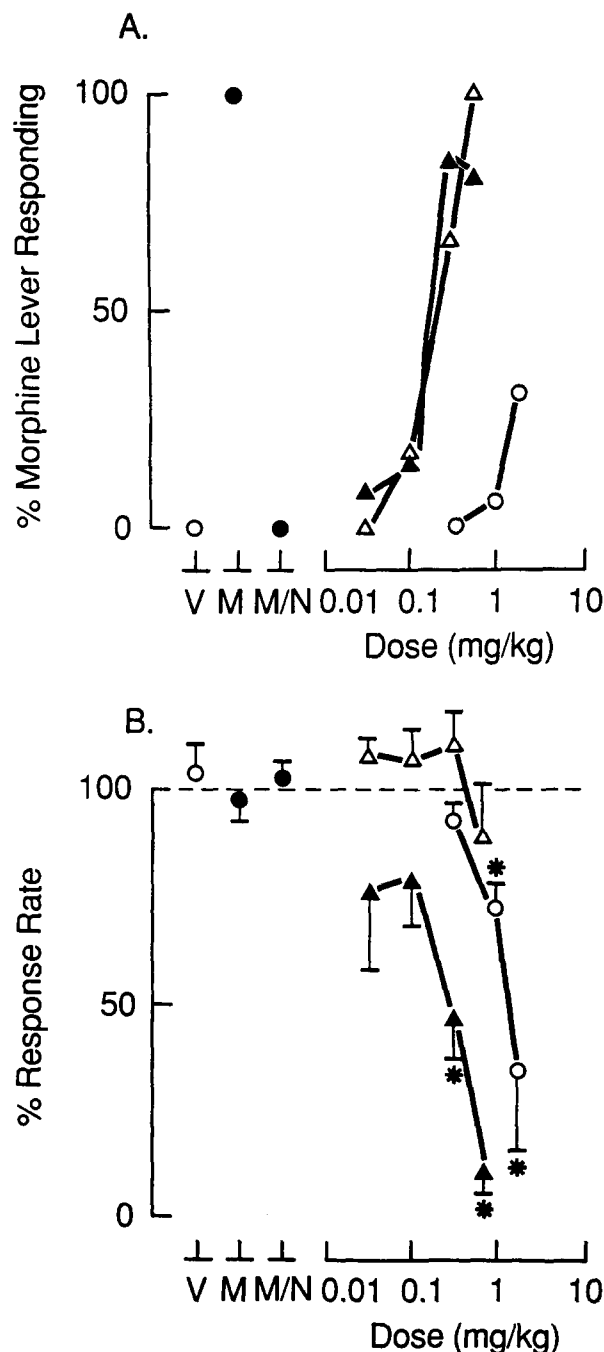 A.
% Morphine Lever Responding
100
50
0
V M M/N 0.01 0.1 1 10
Dose (mg/kg)
B.
% Response Rate
100
50
0
V M M/N 0.01 0.1 1 10
Dose (mg/kg)